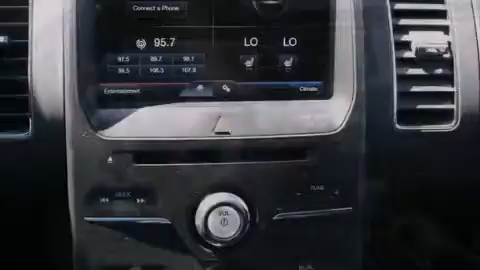 Connect a Phone
95.7 LO LO
97.5 89.7 98.1
98.5 106.3 107.9
Entertainment Climate
SEEK TUNE
VOL